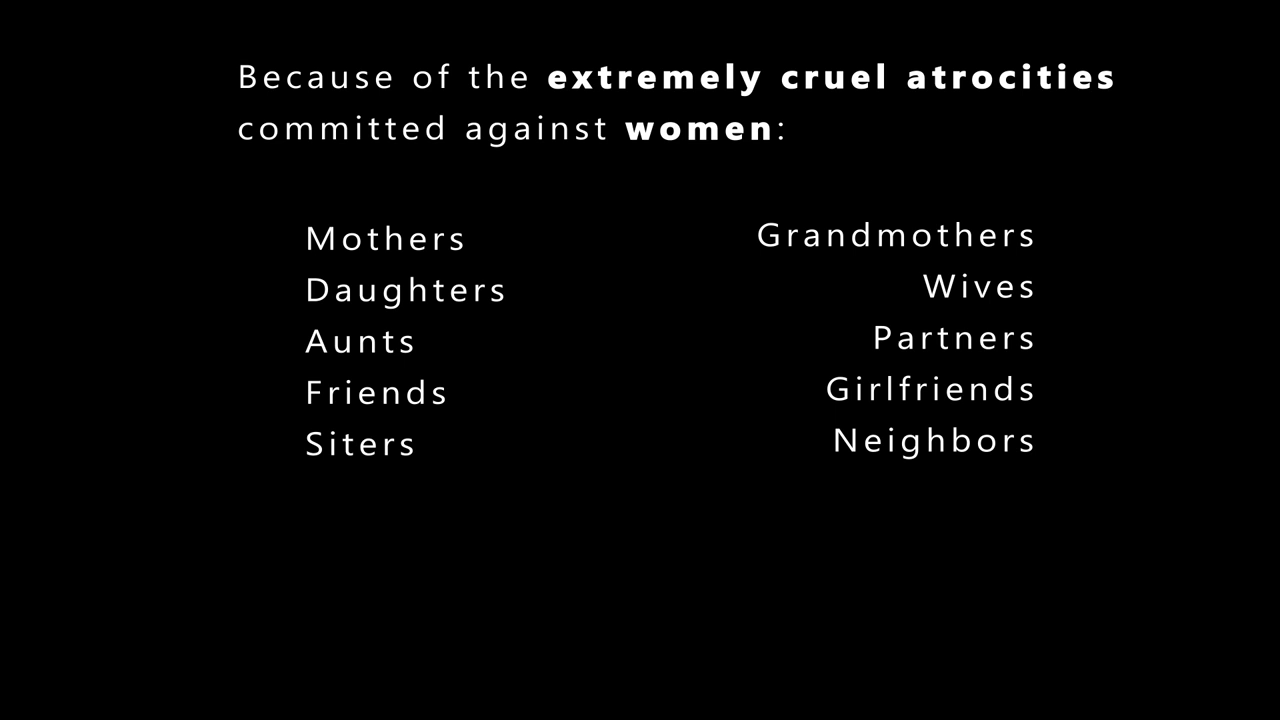 Because of the extremely cruel atrocities
committed against women:
Mothers
Daughters
Aunts
Friends
Siters
Grandmothers
Wives
Partners
Girlfriends
Neighbors